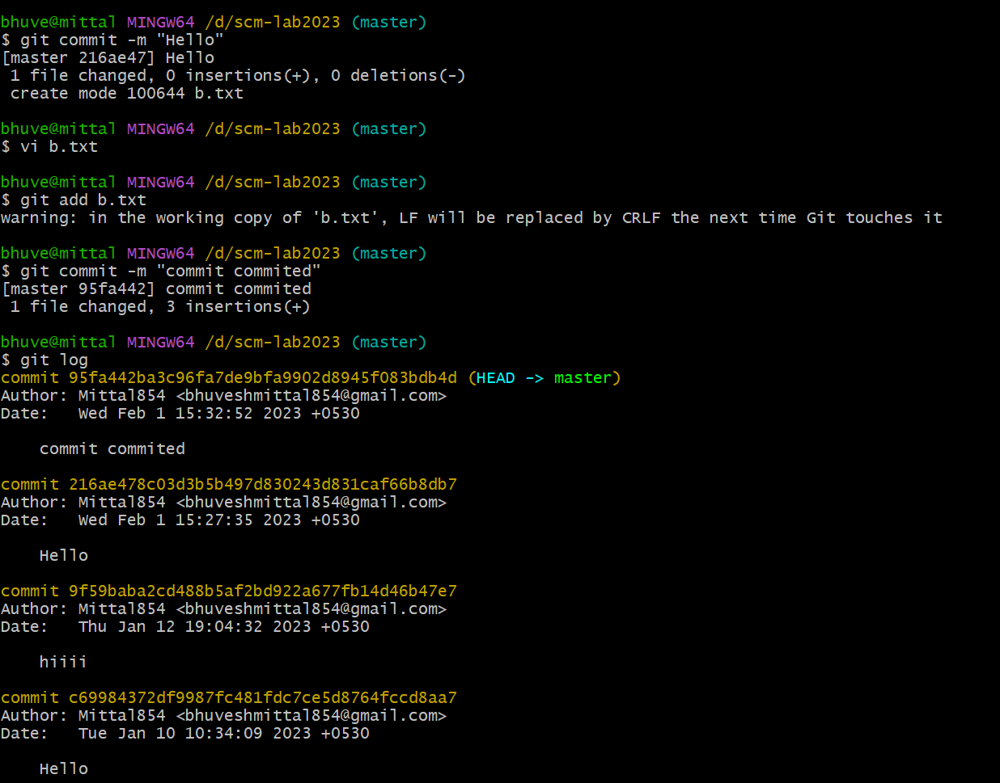 bhuve@mittal MINGW64 /d/scm-lab2023 (master)
$ git commit -m "Hello"
[master 216ae47] Hello
 1 file changed, 0 insertions(+), 0 deletions(-)
 create mode 100644 b.txt

bhuve@mittal MINGW64 /d/scm-lab2023 (master)
$ vi b.txt

bhuve@mittal MINGW64 /d/scm-lab2023 (master)
$ git add b.txt
warning: in the working copy of 'b.txt', LF will be replaced by CRLF the next time Git touches it

bhuve@mittal MINGW64 /d/scm-lab2023 (master)
$ git commit -m "commit commited"
[master 95fa442] commit commited
 1 file changed, 3 insertions(+)

bhuve@mittal MINGW64 /d/scm-lab2023 (master)
$ git log
commit 95fa442ba3c96fa7de9bfa9902d8945f083bdb4d (HEAD -> master)
Author: Mittal854 <bhuveshmittal854@gmail.com>
Date:   Wed Feb 1 15:32:52 2023 +0530

    commit commited

commit 216ae478c03d3b5b497d830243d831caf66b8db7
Author: Mittal854 <bhuveshmittal854@gmail.com>
Date:   Wed Feb 1 15:27:35 2023 +0530

    Hello

commit 9f59baba2cd488b5af2bd922a677fb14d46b47e7
Author: Mittal854 <bhuveshmittal854@gmail.com>
Date:   Thu Jan 12 19:04:32 2023 +0530

    hiiii

commit c69984372df9987fc481fdc7ce5d8764fccd8aa7
Author: Mittal854 <bhuveshmittal854@gmail.com>
Date:   Tue Jan 10 10:34:09 2023 +0530

    Hello